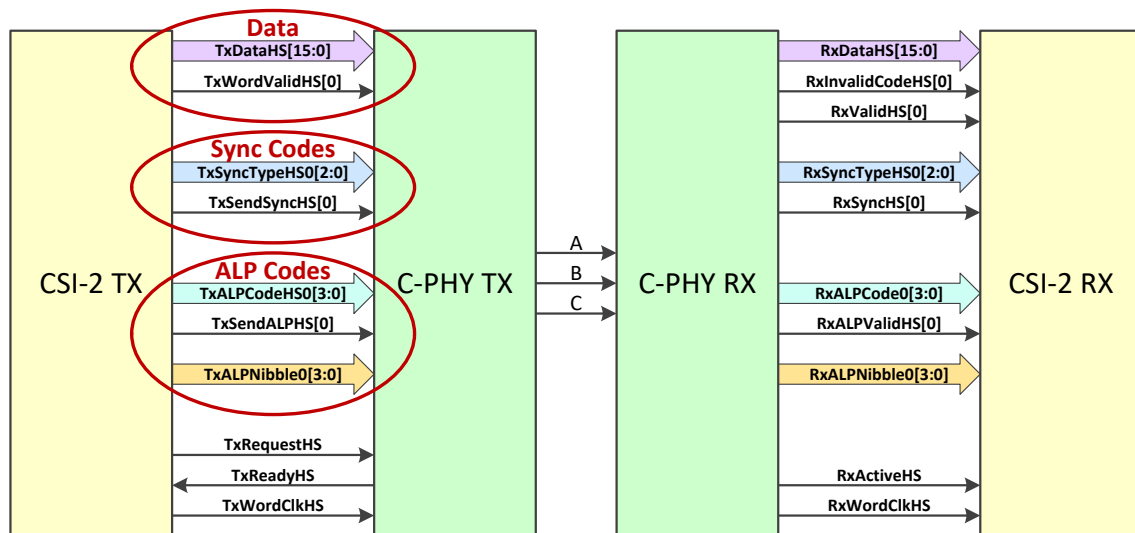 Data
TxDataHS[15:0]
TxWordValidHS[0]
Sync Codes
TxSyncTypeHS0[2:0]
TxSendSyncHS[0]
ALP Codes
TxALPCodeHS0[3:0]
TxSendALPHS[0]
TxALPNibble0[3:0]
TxRequestHS
TxReadyHS
TxWordClkHS
CSI-2 TX
C-PHY TX
A
B
C
C-PHY RX
RxDataHS[15:0]
RxInvalidCodeHS[0]
RxValidHS[0]
RxSyncTypeHS0[2:0]
RxSyncHS[0]
RxALPCode0[3:0]
RxALPValidHS[0]
RxALPNibble0[3:0]
RxActiveHS
RxWordClkHS
CSI-2 RX